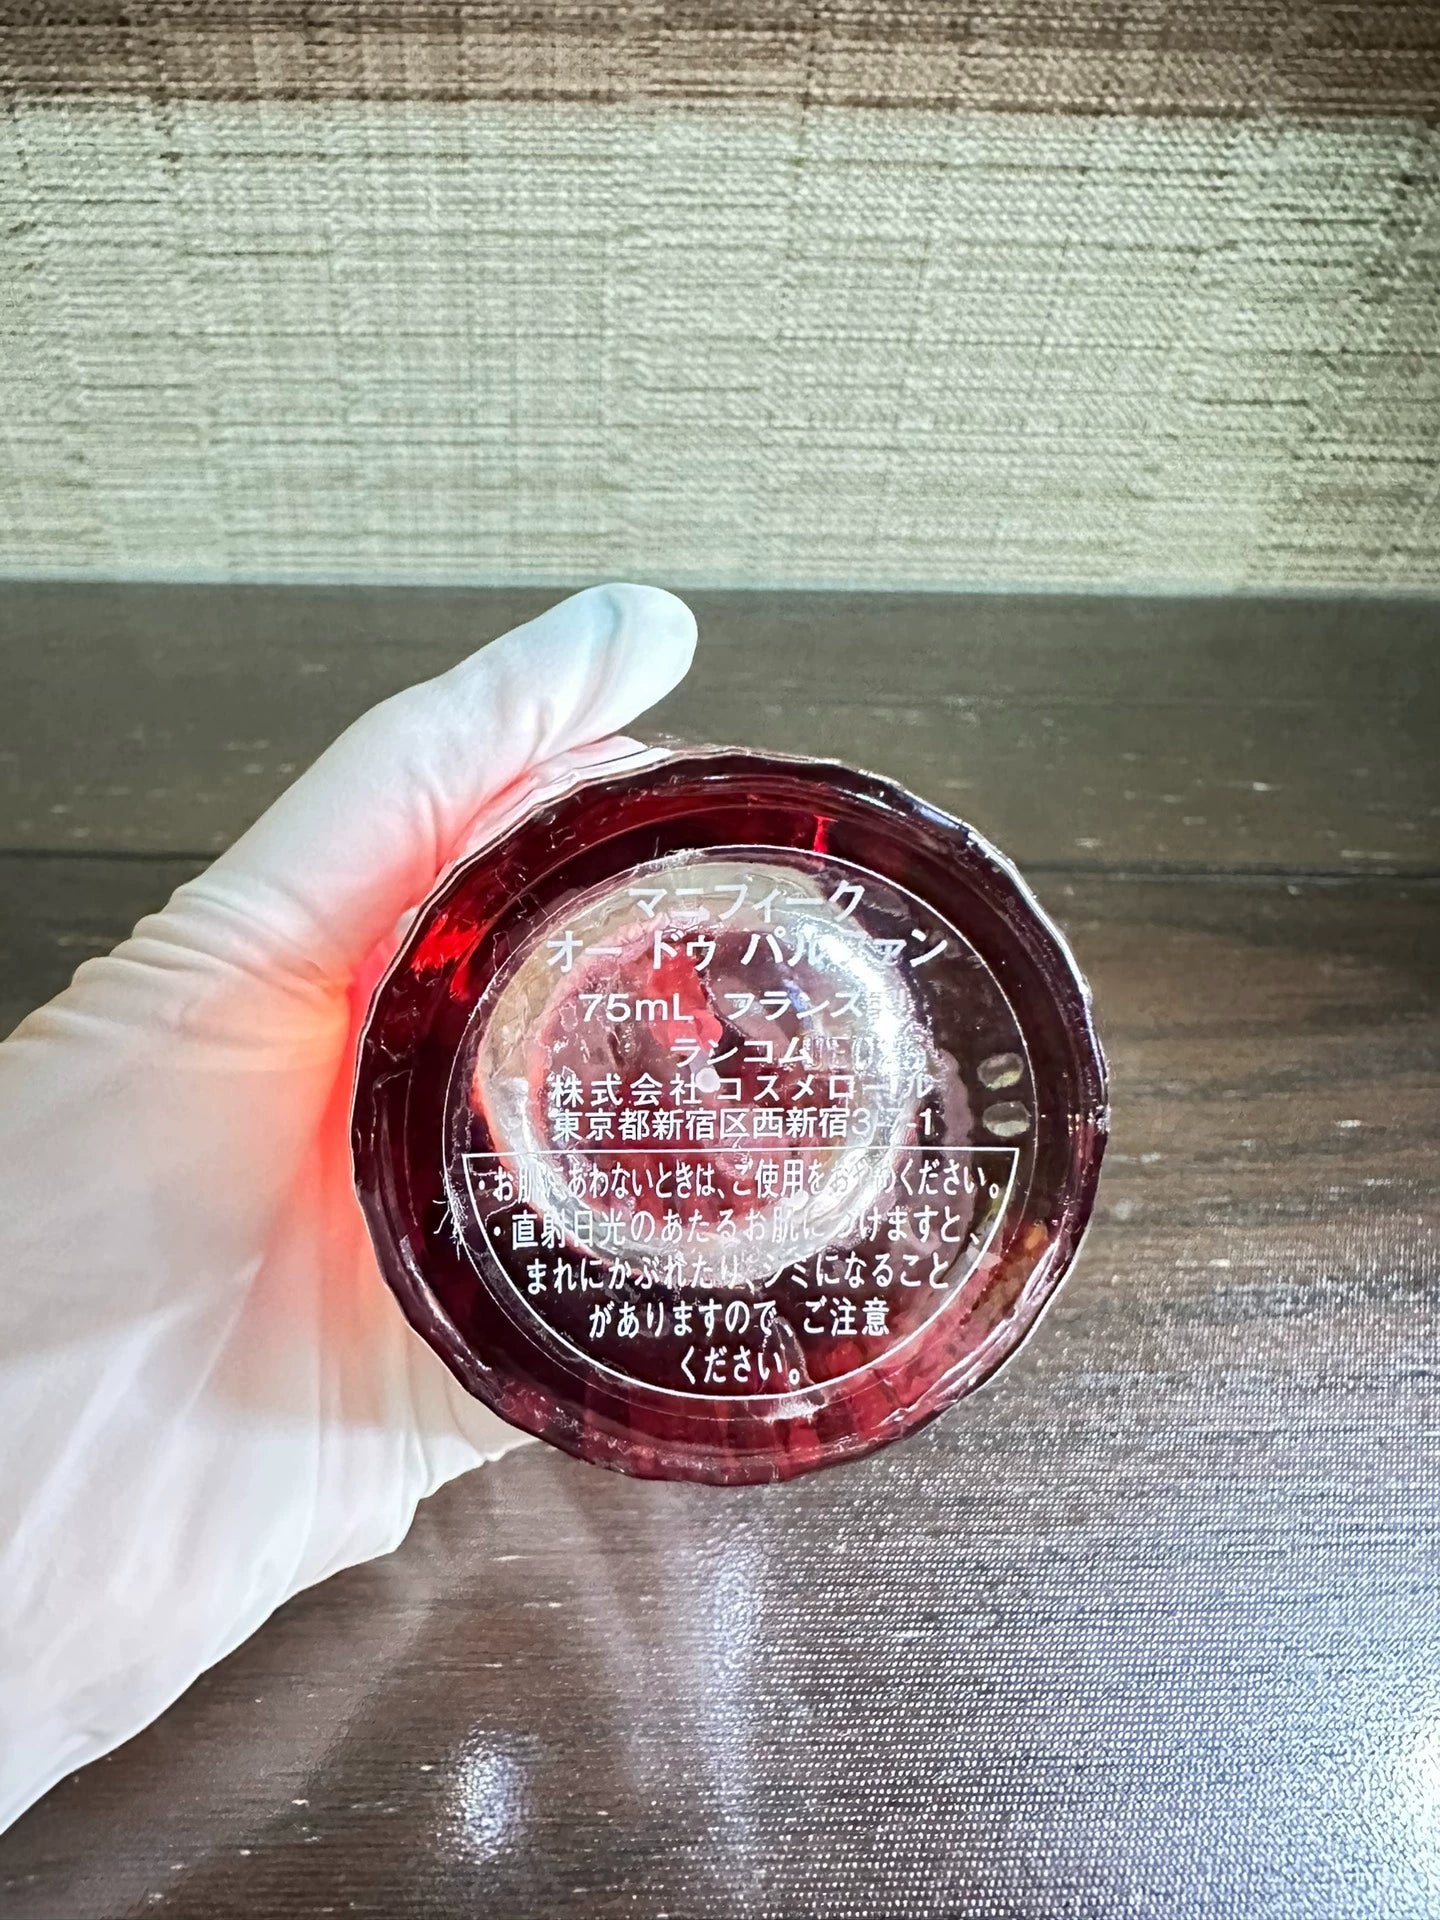 マニフィーク
オー ドゥ パルファン
75mL フランス製
ランコム
株式会社コスメロール
東京都新宿区西新宿3-7-1
・お肌にあわないときは、ご使用をおやめください。
・直射日光のあたるお肌につけますと、
まれにかぶれたり、シミになること
がありますので、ご注意
ください。